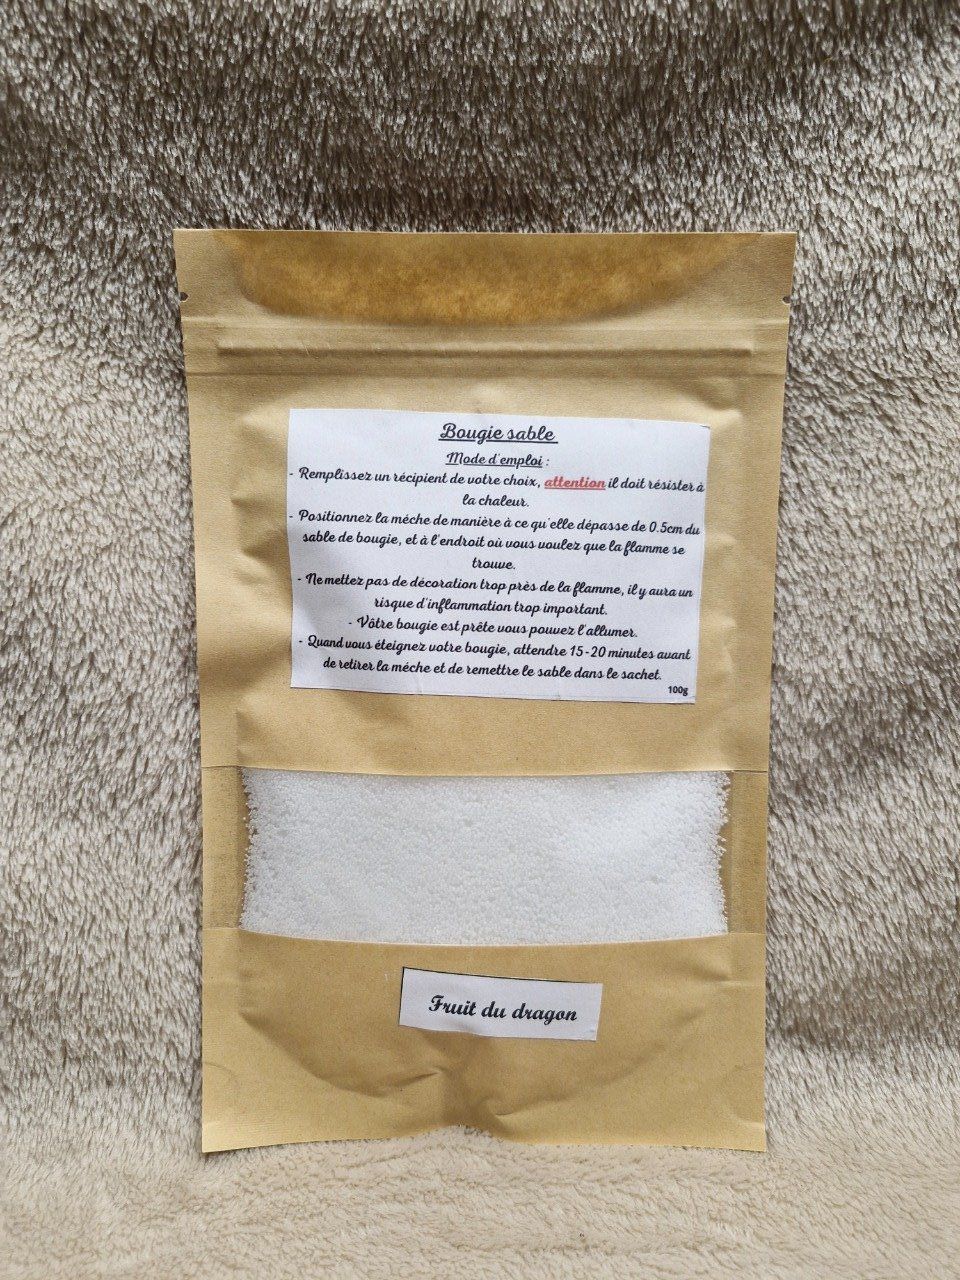 Bougie sable
Mode d'emploi :
- Remplissez un récipient de votre choix, attention il doit résister à
la chaleur.
- Positionnez la méche de manière à ce qu'elle dépasse de 0.5cm du
sable de bougie, et à l'endroit où vous voulez que la flamme se
trouve.
- Ne mettez pas de décoration trop près de la flamme, il y aura un
risque d'inflammation trop important.
- Vôtre bougie est prête vous pouvez l'allumer.
- Quand vous éteignez votre bougie, attendre 15-20 minutes avant
de retirer la méche et de remettre le sable dans le sachet.
100g
Fruit du dragon